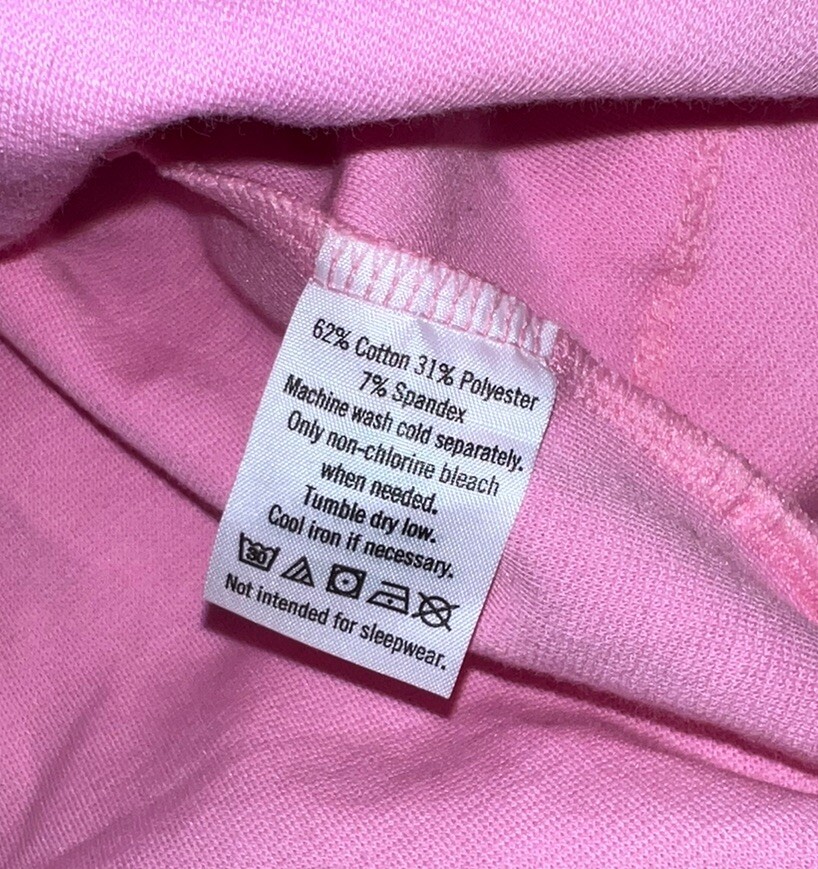 62% Cotton 31% Polyester
7% Spandex
Machine wash cold separately.
Only non-chlorine bleach
when needed.
Tumble dry low.
Cool iron if necessary.
30
Not intended for sleepwear.